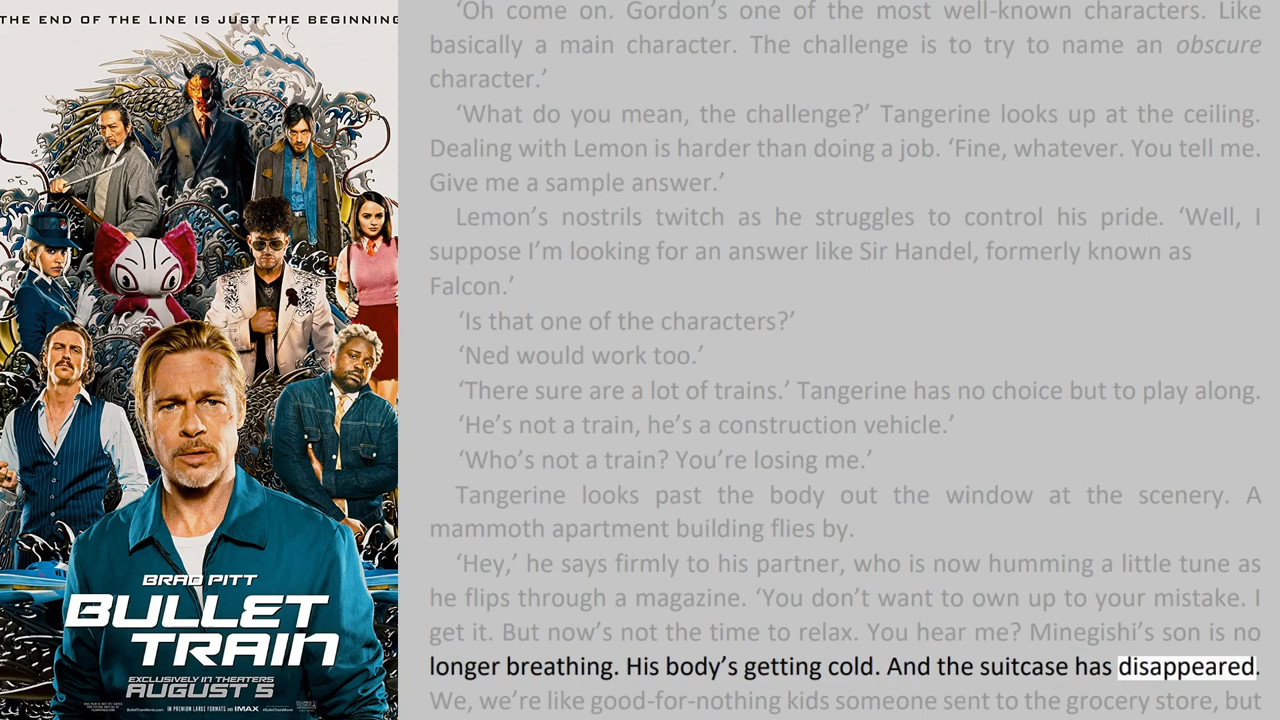 THE END OF THE LINE IS JUST THE BEGINNING
BRAD PITT
BULLET
TRAIN
EXCLUSIVELY IN THEATERS
AUGUST 5
IN PREMIUM LARGE FORMATS and IMAX
‘Oh come on. Gordon’s one of the most well-known characters. Like
basically a main character. The challenge is to try to name an obscure
character.’
‘What do you mean, the challenge?’ Tangerine looks up at the ceiling.
Dealing with Lemon is harder than doing a job. ‘Fine, whatever. You tell me.
Give me a sample answer.’
Lemon’s nostrils twitch as he struggles to control his pride. ‘Well, I
suppose I’m looking for an answer like Sir Handel, formerly known as
Falcon.’
‘Is that one of the characters?’
‘Ned would work too.’
‘There sure are a lot of trains.’ Tangerine has no choice but to play along.
‘He’s not a train, he’s a construction vehicle.’
‘Who’s not a train? You’re losing me.’
Tangerine looks past the body out the window at the scenery. A
mammoth apartment building flies by.
‘Hey,’ he says firmly to his partner, who is now humming a little tune as
he flips through a magazine. ‘You don’t want to own up to your mistake. I
get it. But now’s not the time to relax. You hear me? Minegishi’s son is no
longer breathing. His body’s getting cold. And the suitcase has disappeared.
We, we’re like good-for-nothing kids someone sent to the grocery store, but